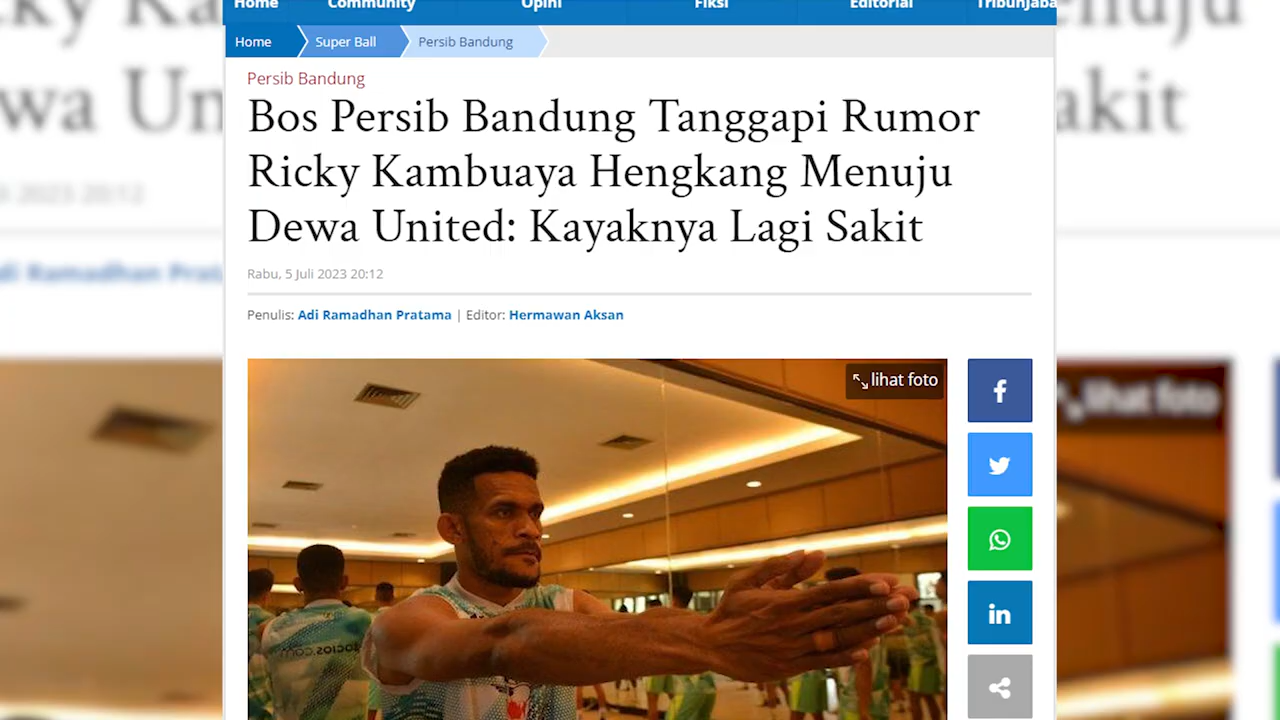 Home Community Opini Fiksi Editorial Tribunjaba
Home Super Ball Persib Bandung
Persib Bandung
Bos Persib Bandung Tanggapi Rumor
Ricky Kambuaya Hengkang Menuju
Dewa United: Kayaknya Lagi Sakit
Rabu, 5 Juli 2023 20:12
Penulis: Adi Ramadhan Pratama | Editor: Hermawan Aksan
lihat foto